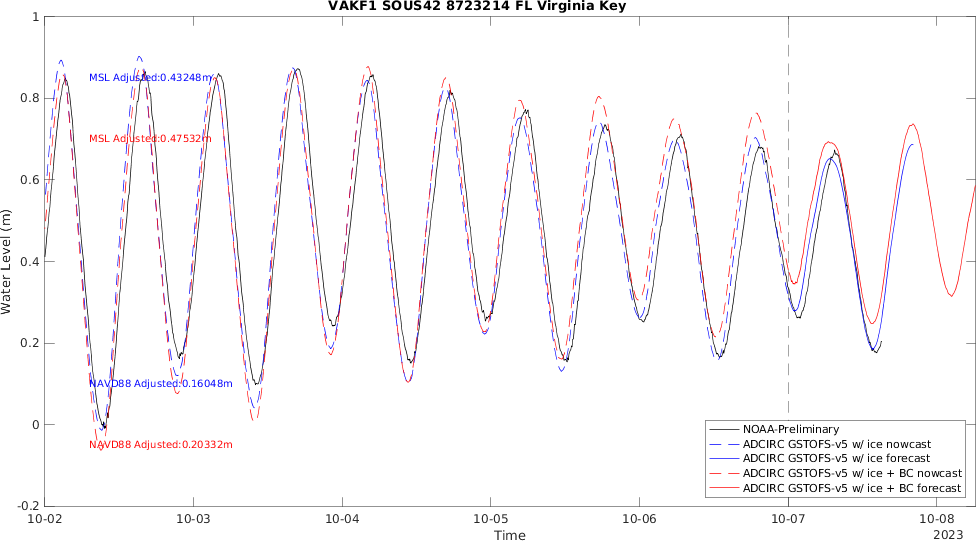 VAKF1 SOUS42 8723214 FL Virginia Key
1
0.8
0.6
0.4
0.2
0
-0.2
Water Level (m)
MSL Adjusted:0.43248m
MSL Adjusted:0.47532m
NAVD88 Adjusted:0.16048m
NAVD88 Adjusted:0.20332m
NOAA-Preliminary
ADCIRC GSTOFS-v5 w/ ice nowcast
ADCIRC GSTOFS-v5 w/ ice forecast
ADCIRC GSTOFS-v5 w/ ice + BC nowcast
ADCIRC GSTOFS-v5 w/ ice + BC forecast
10-02 10-03 10-04 10-05 10-06 10-07 10-08
Time
2023